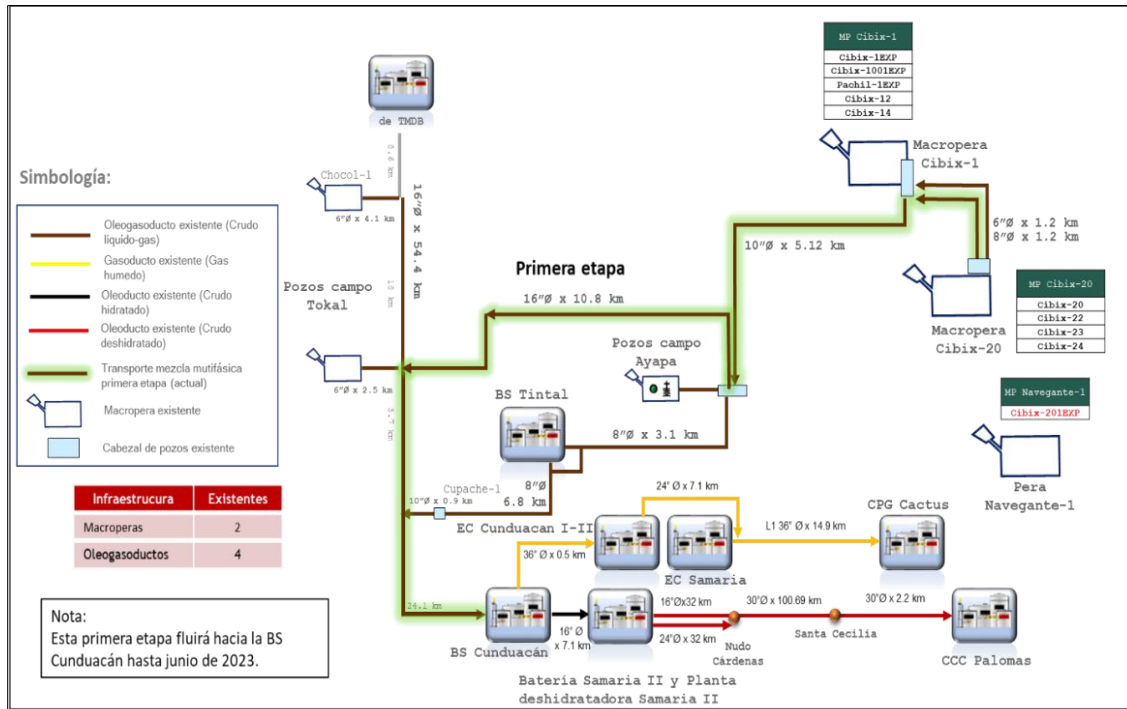 MP Cibix-1
Cibix-1EXP
Cibix-1001EXP
Pachil-1EXP
Cibix-12
Cibix-14
de TMDB
Macropera
Cibix-1
0.6 km
Chocol-1
6"Ø x 4.1 km
16"Ø x 54.4 km
Simbología:
Oleogasoducto existente (Crudo
líquido-gas)
Gasoducto existente (Gas
humedo)
Oleoducto existente (Crudo
hidratado)
Oleoducto existente (Crudo
deshidratado)
Transporte mezcla mutifásica
primera etapa (actual)
Macropera existente
Cabezal de pozos existente
6"Ø x 1.2 km
8"Ø x 1.2 km
10"Ø x 5.12 km
Primera etapa
16"Ø x 10.8 km
Pozos campo
Tokal
6"Ø x 2.5 km
3.7 km
MP Cibix-20
Cibix-20
Cibix-22
Cibix-23
Cibix-24
Macropera
Cibix-20
Pozos campo
Ayapa
BS Tintal
8"Ø x 3.1 km
MP Navegante-1
Cibix-201EXP
Pera
Navegante-1
8"Ø
6.8 km
Cupache-1
10"Ø x 0.9 km
Infraestrucura Existentes
Macroperas 2
Oleogasoductos 4
EC Cunduacan I-II
24" Ø x 7.1 km
36" Ø x 0.5 km
EC Samaria
L1 36" Ø x 14.9 km
CPG Cactus
24.1 km
BS Cunduacán
16" Ø
x 7.1 km
16"Øx32 km
24"Ø x 32 km
Nudo
Cárdenas
30"Ø x 100.69 km
Santa Cecilia
30"Ø x 2.2 km
CCC Palomas
Batería Samaria II y Planta
deshidratadora Samaria II
Nota:
Esta primera etapa fluirá hacia la BS
Cunduacán hasta junio de 2023.